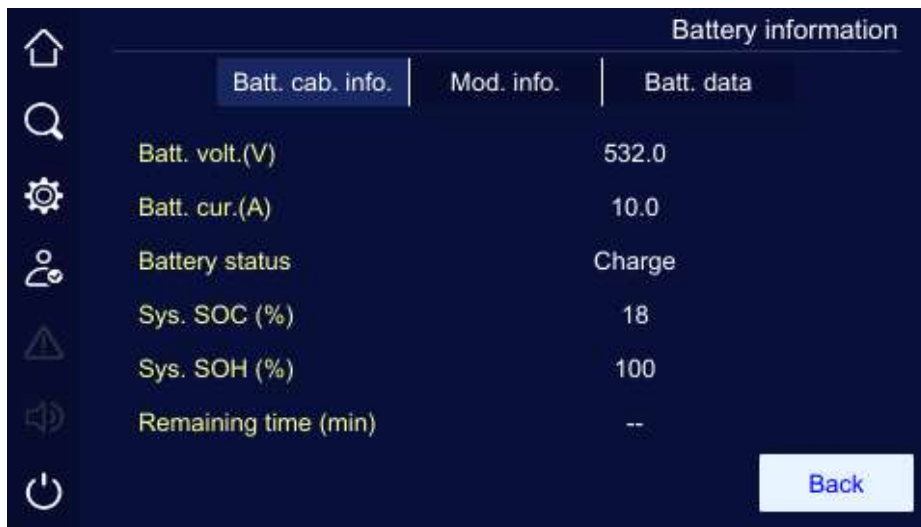 Battery information
Batt. cab. info. Mod. info. Batt. data
Batt. volt.(V) 532.0
Batt. cur.(A) 10.0
Battery status Charge
Sys. SOC (%) 18
Sys. SOH (%) 100
Remaining time (min) --
Back